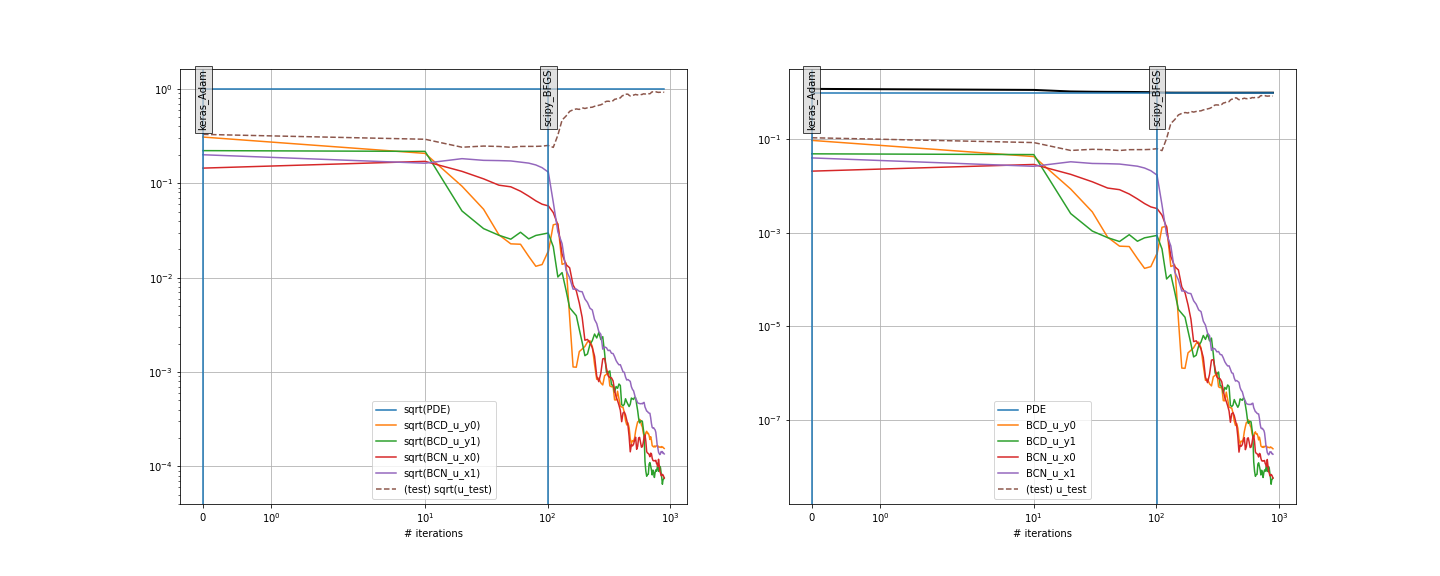 keras_Adam
scipy_BFGS
10⁰
10⁻¹
10⁻²
10⁻³
10⁻⁴
sqrt(PDE)
sqrt(BCD_u_y0)
sqrt(BCD_u_y1)
sqrt(BCN_u_x0)
sqrt(BCN_u_x1)
(test) sqrt(u_test)
0
10⁰
10¹
10²
10³
# iterations
keras_Adam
scipy_BFGS
10⁻¹
10⁻³
10⁻⁵
10⁻⁷
PDE
BCD_u_y0
BCD_u_y1
BCN_u_x0
BCN_u_x1
(test) u_test
0
10⁰
10¹
10²
10³
# iterations